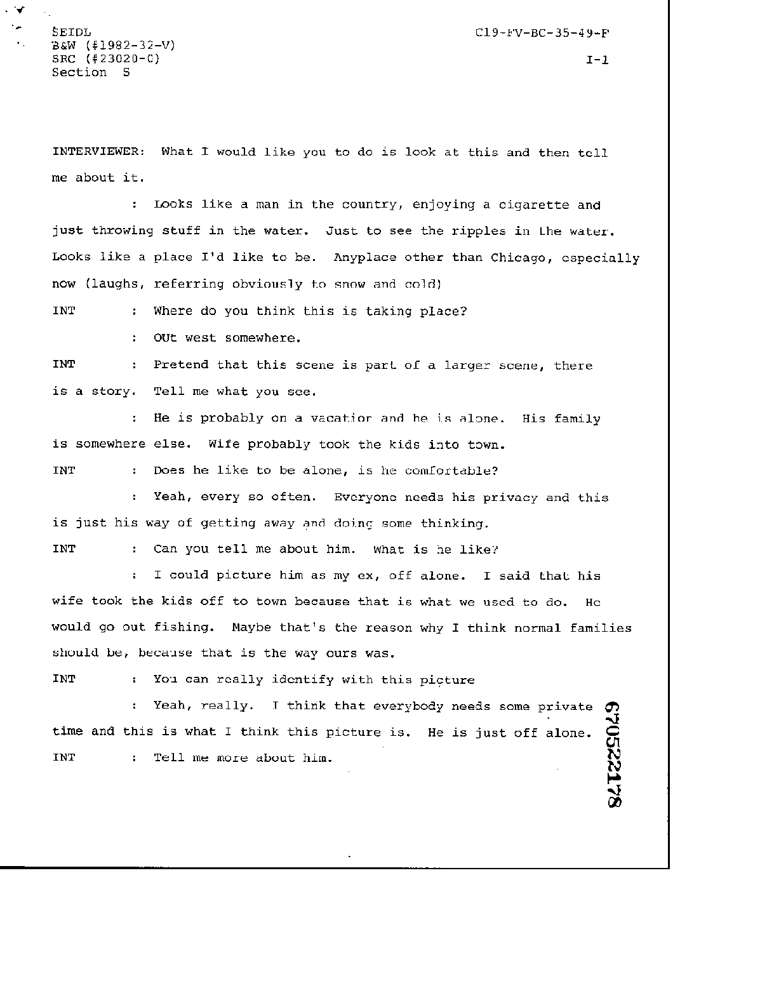 SEIDL
B&W (#1982-32-V)
SRC (#23020-C)
Section S
C19-FV-BC-35-49-F
I-1
INTERVIEWER: What I would like you to do is look at this and then tell
me about it.
: Looks like a man in the country, enjoying a cigarette and
just throwing stuff in the water. Just to see the ripples in the water.
Looks like a place I'd like to be. Anyplace other than Chicago, especially
now (laughs, referring obviously to snow and cold)
INT : Where do you think this is taking place?
: OUt west somewhere.
INT : Pretend that this scene is part of a larger scene, there
is a story. Tell me what you see.
: He is probably on a vacation and he is alone. His family
is somewhere else. Wife probably took the kids into town.
INT : Does he like to be alone, is he comfortable?
: Yeah, every so often. Everyone needs his privacy and this
is just his way of getting away and doing some thinking.
INT : Can you tell me about him. What is he like?
: I could picture him as my ex, off alone. I said that his
wife took the kids off to town because that is what we used to do. He
would go out fishing. Maybe that's the reason why I think normal families
should be, because that is the way ours was.
INT : You can really identify with this picture
: Yeah, really. I think that everybody needs some private
time and this is what I think this picture is. He is just off alone.
INT : Tell me more about him.
670522178